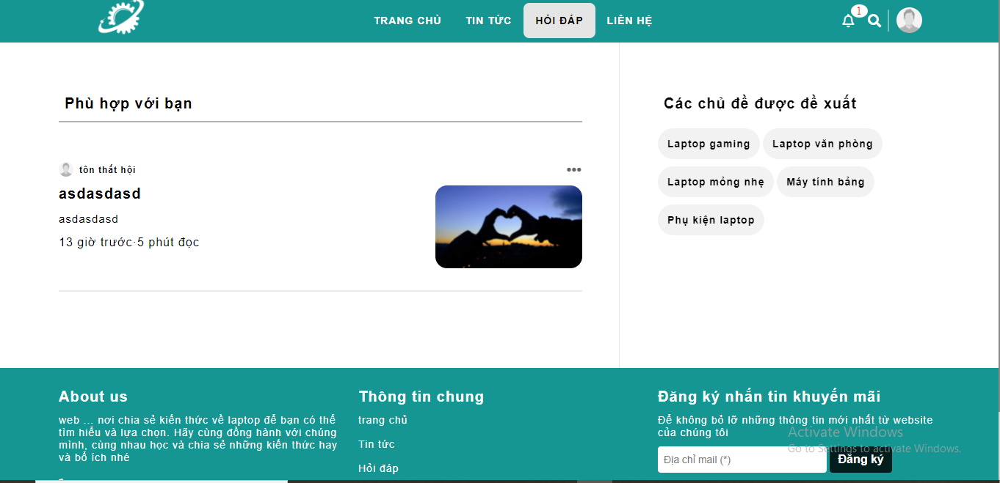 TRANG CHỦ TIN TỨC HỎI ĐÁP LIÊN HỆ 1
Phù hợp với bạn
tôn thất hội
asdasdasd
asdasdasd
13 giờ trước·5 phút đọc
Các chủ đề được đề xuất
Laptop gaming Laptop văn phòng
Laptop mỏng nhẹ Máy tính bảng
Phụ kiện laptop
About us
web ... nơi chia sẻ kiến thức về laptop để bạn có thể
tìm hiểu và lựa chọn. Hãy cùng đồng hành với chúng
mình, cùng nhau học và chia sẻ những kiến thức hay
và bổ ích nhé
Thông tin chung
trang chủ
Tin tức
Hỏi đáp
Đăng ký nhắn tin khuyến mãi
Để không bỏ lỡ những thông tin mới nhất từ website
của chúng tôi
Địa chỉ mail (*) Đăng ký
Activate Windows
Go to Settings to activate Windows.